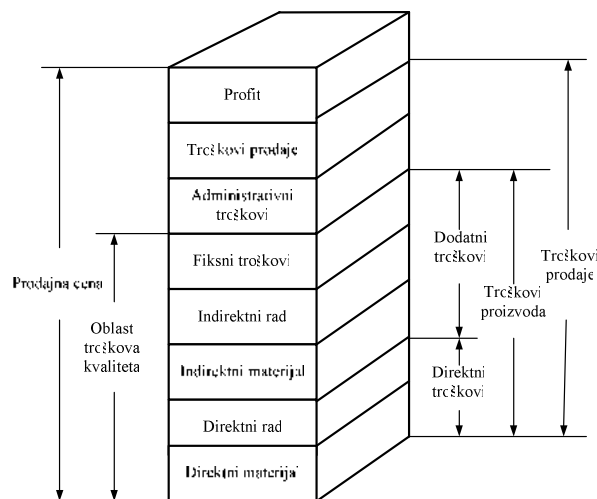 Profit
Troškovi prodaje
Administrativni
troškovi
Fiksni troškovi
Indirektni rad
Indirektni materijal
Direktni rad
Direktni materijal
Prodajna cena
Oblast
troškova
kvaliteta
Dodatni
troškovi
Direktni
troškovi
Troškovi
proizvoda
Troškovi
prodaje